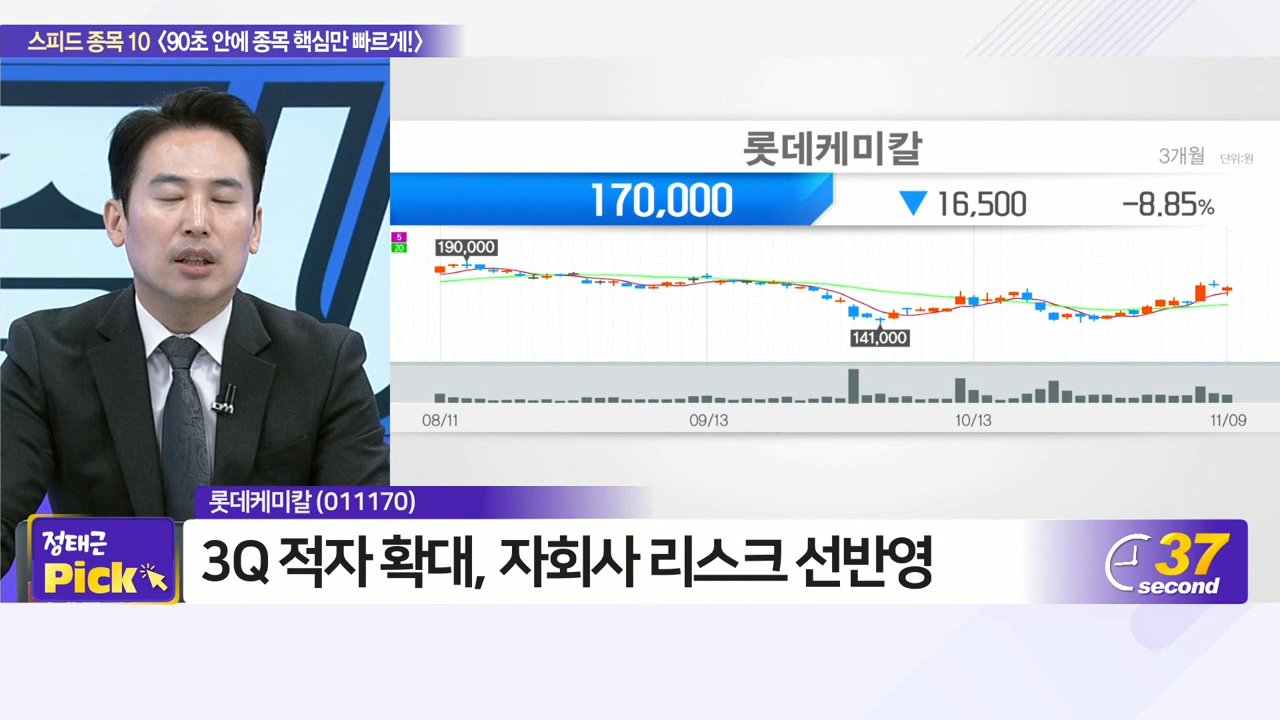 스피드 종목 10 〈90초 안에 종목 핵심만 빠르게!〉
롯데케미칼
3개월 단위:원
170,000 ▼ 16,500 -8.85%
5
20
190,000
141,000
08/11 09/13 10/13 11/09
롯데케미칼 (011170)
정태근
Pick
3Q 적자 확대, 자회사 리스크 선반영
37
second